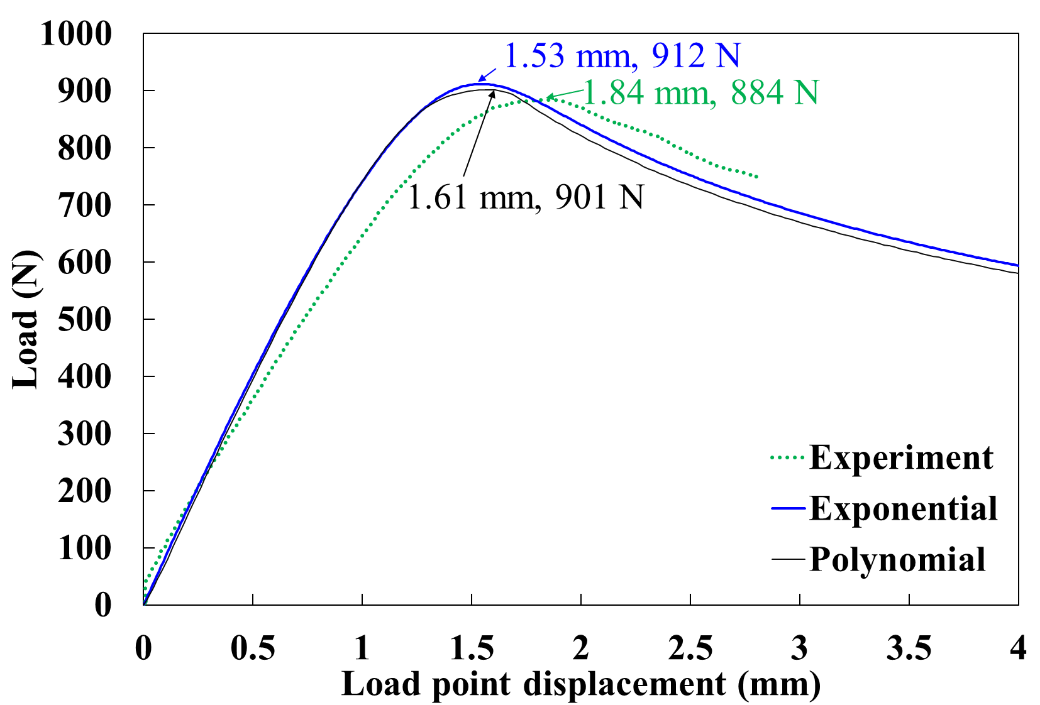 1000
900
800
700
600
500
400
300
200
100
0
Load (N)
1.53 mm, 912 N
1.84 mm, 884 N
1.61 mm, 901 N
Experiment
Exponential
Polynomial
0 0.5 1 1.5 2 2.5 3 3.5 4
Load point displacement (mm)